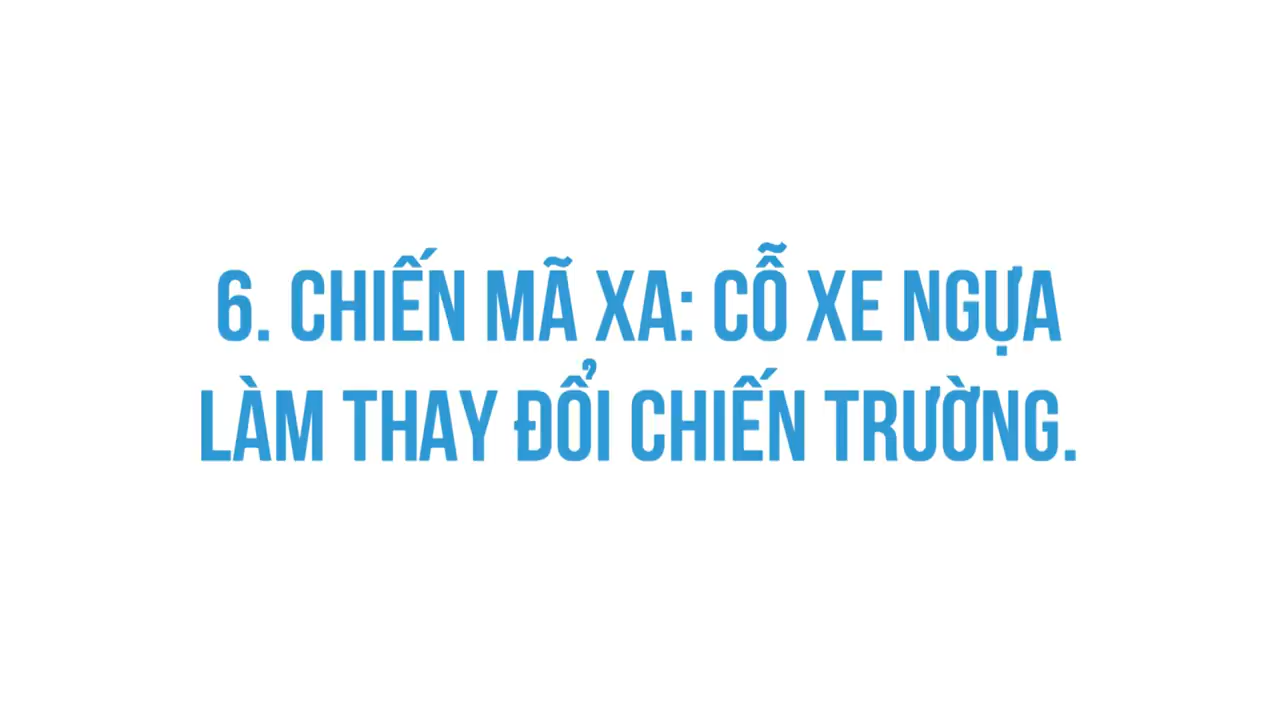 6. CHIẾN MÃ XA: CỖ XE NGỰA
LÀM THAY ĐỔI CHIẾN TRƯỜNG.